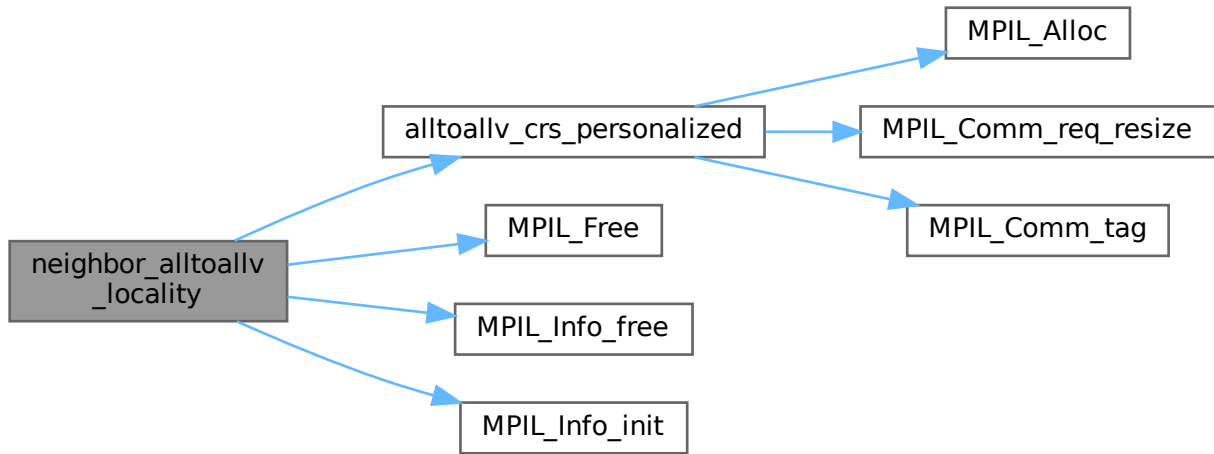 MPIL_Alloc
alltoallv_crs_personalized
MPIL_Comm_req_resize
MPIL_Comm_tag
MPIL_Free
neighbor_alltoallv
_locality
MPIL_Info_free
MPIL_Info_init